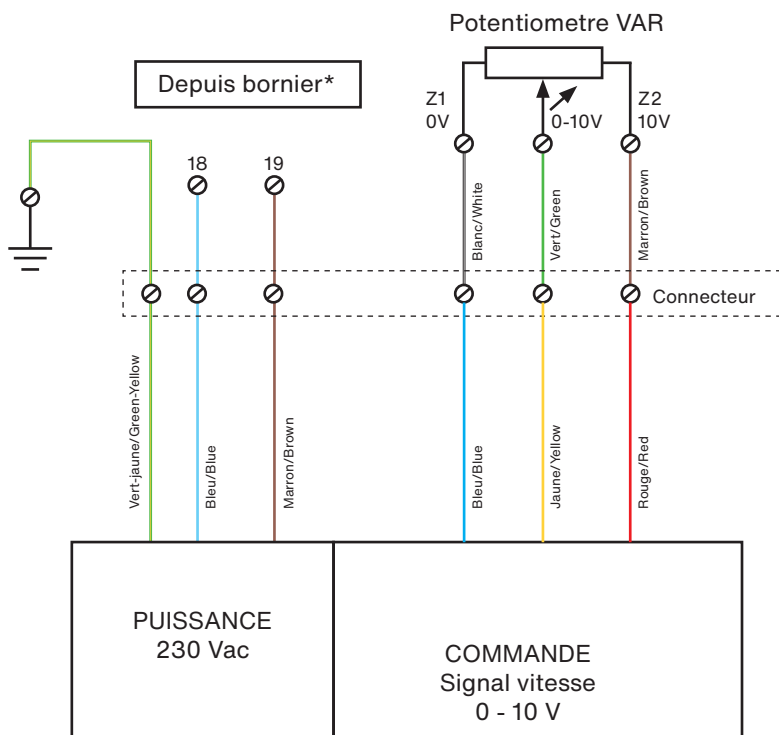 Potentiometre VAR
Depuis bornier*
Z1
0V
0-10V
Z2
10V
18
19
Blanc/White
Vert/Green
Marron/Brown
Connecteur
Vert-jaune/Green-Yellow
Bleu/Blue
Marron/Brown
Bleu/Blue
Jaune/Yellow
Rouge/Red
PUISSANCE
230 Vac
COMMANDE
Signal vitesse
0 - 10 V